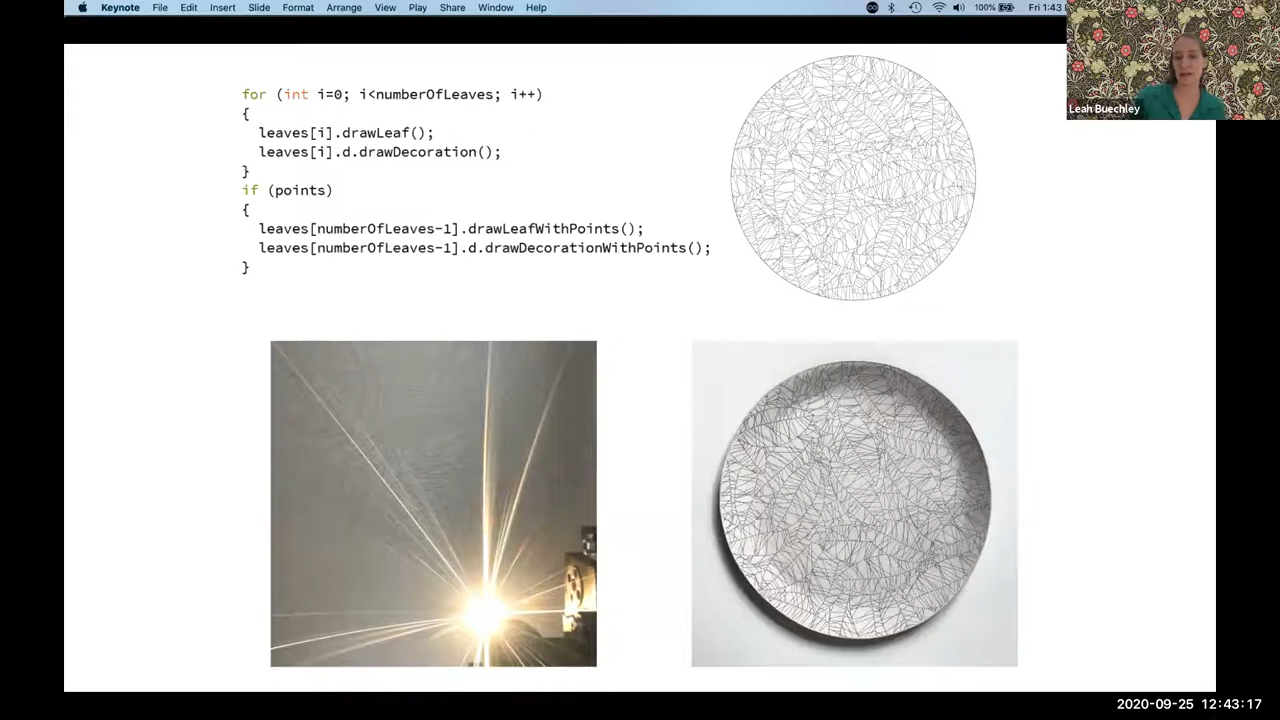 Keynote File Edit Insert Slide Format Arrange View Play Share Window Help 100% Fri 1:43
Leah Buechley
for (int i=0; i<numberOfLeaves; i++)
{
leaves[i].drawLeaf();
leaves[i].d.drawDecoration();
}
if (points)
{
leaves[numberOfLeaves-1].drawLeafWithPoints();
leaves[numberOfLeaves-1].d.drawDecorationWithPoints();
}
2020-09-25 12:43:17